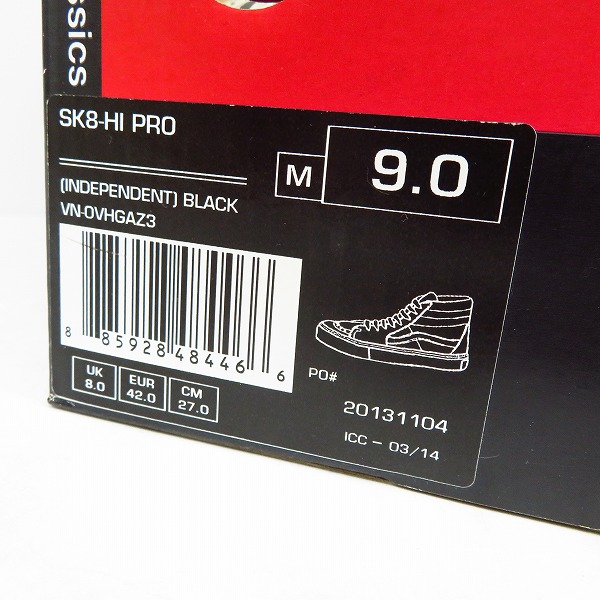 ssics
SK8-HI PRO
M 9.0
(INDEPENDENT) BLACK
VN-0VHGAZ3
8 85928 48446 6
UK 8.0
EUR 42.0
CM 27.0
PO#
20131104
ICC - 03/14